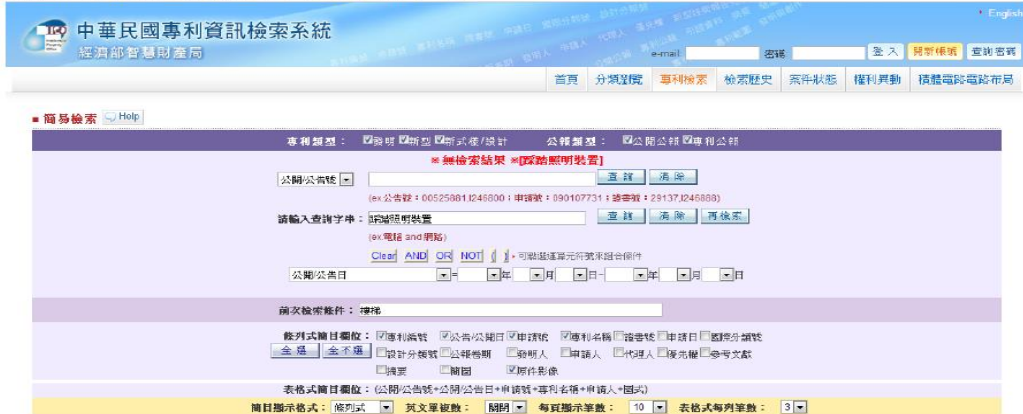 English
中華民國專利資訊檢索系統
經濟部智慧財產局
e-mail 密碼 登入 開新帳號 查詢密碼
首頁 分類瀏覽 專利檢索 檢索歷史 案件狀態 權利異動 積體電路電路布局
簡易檢索 Help
專利類型： 發明 新型 新式樣/設計 公報類型： 公開公報 專利公報
※無檢索結果 ※[踩踏照明裝置]
公開/公告號 查詢 清除
(ex.公告號：00525881,I246800；申請號：090107731；證書號：29137,I246888)
請輸入查詢字串： 踩踏照明裝置 查詢 清除 再檢索
(ex.電腦 and 網路)
Clear AND OR NOT ( ) 可點選運算元符號來組合條件
公開/公告日 = 年 月 日~ 年 月 日
前次檢索條件： 樓梯
條列式簡目欄位： 專利編號 公告/公開日 申請號 專利名稱 證書號 申請日 國際分類號
全選 全不選 設計分類號 公報卷期 發明人 申請人 代理人 優先權 參考文獻
摘要 簡圖 原件影像
表格式簡目欄位：(公開/公告號+公開/公告日+申請號+專利名稱+申請人+圖式)
簡目顯示格式： 條列式 英文單複數： 關閉 每頁顯示筆數： 10 表格式每列筆數： 3